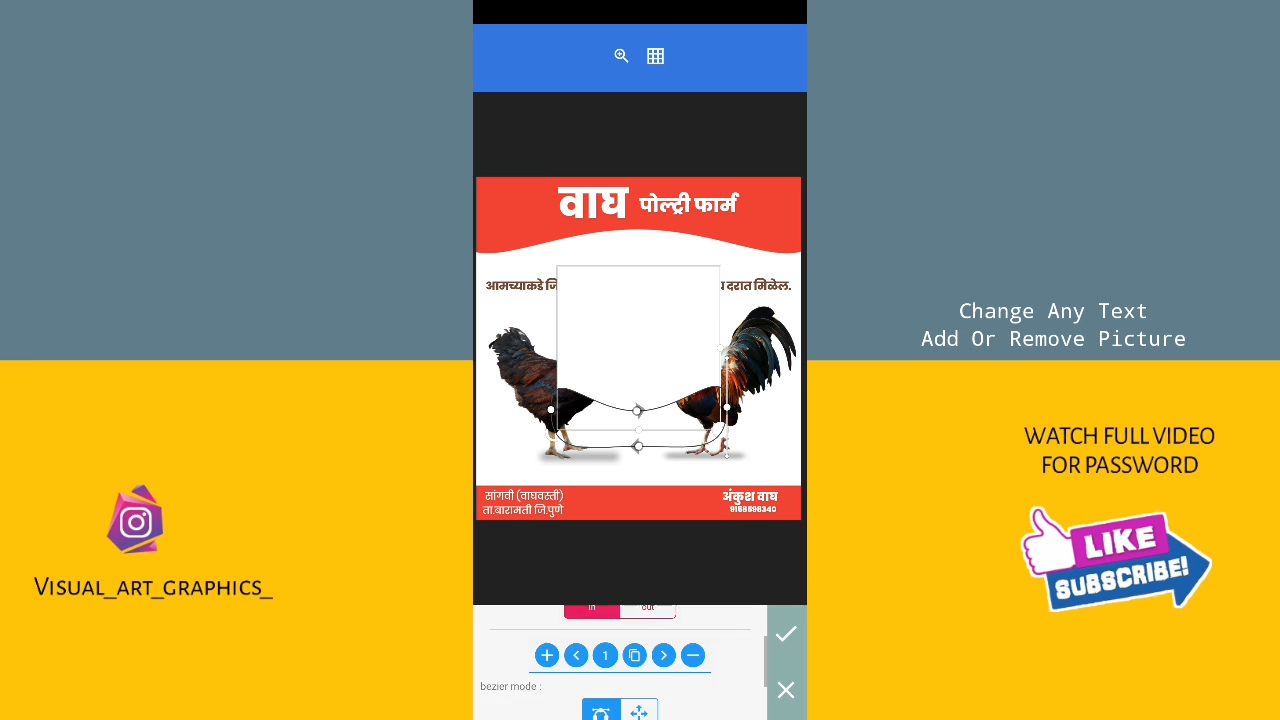 वाघ पोल्ट्री फार्म
आमच्याकडे
दरात मिळेल.
सांगवी (वाघवस्ती)
ता.बारामती जि.पुणे
अंकुश वाघ
in out
1
bezier mode :
Change Any Text
Add Or Remove Picture
WATCH FULL VIDEO
FOR PASSWORD
LIKE
SUBSCRIBE!
Visual_art_graphics_